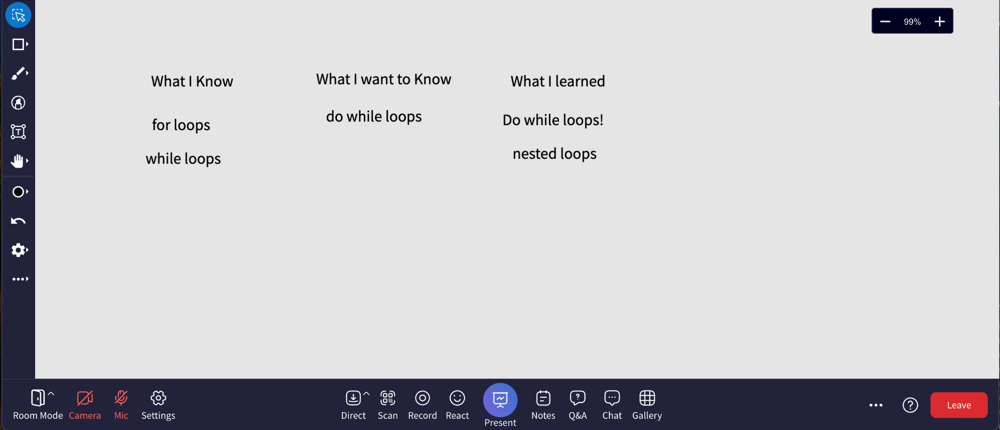 99%
What I Know
What I want to Know
What I learned
for loops
do while loops
Do while loops!
while loops
nested loops
Room Mode
Camera
Mic
Settings
Direct
Scan
Record
React
Present
Notes
Q&A
Chat
Gallery
Leave